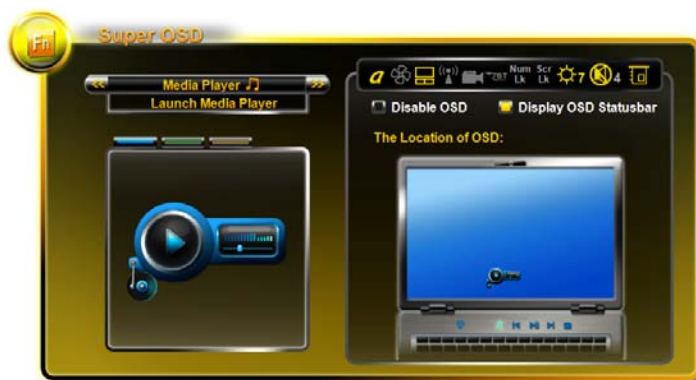 Fn
Super OSD
<< Media Player >>
Launch Media Player
a Num Lk Scr Lk 7 4
Disable OSD
Display OSD Statusbar
The Location of OSD: